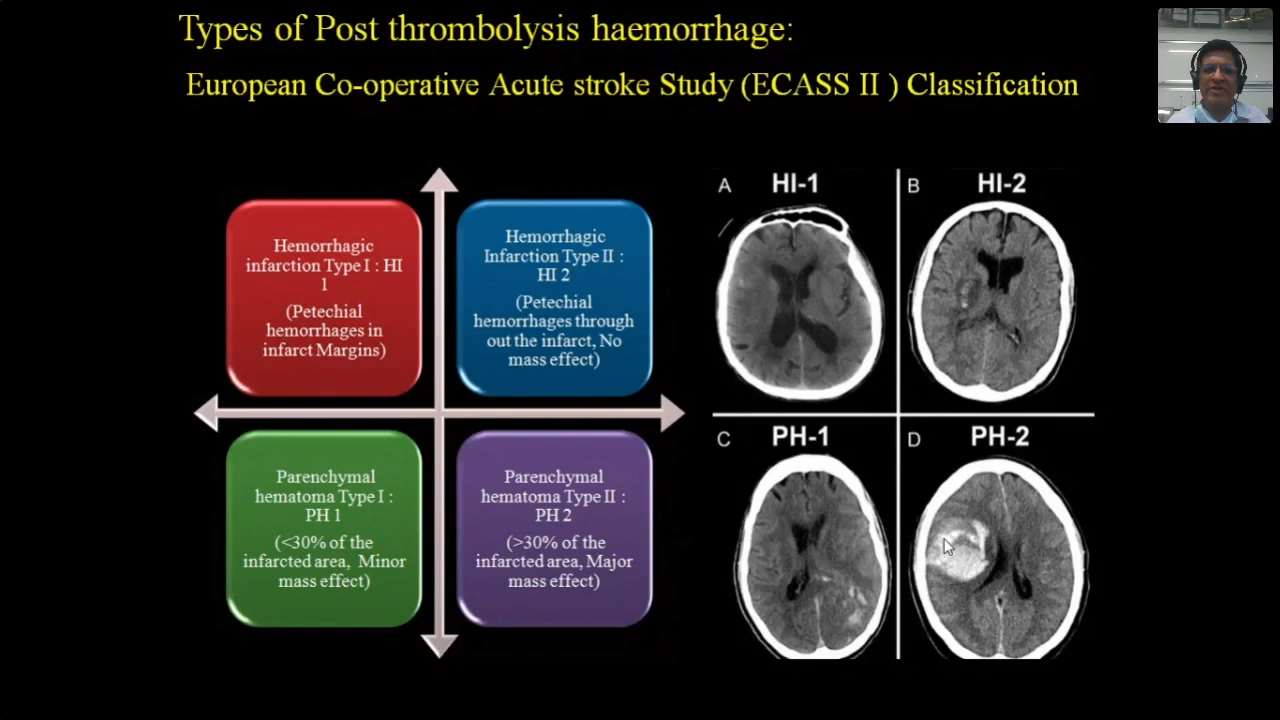 Types of Post thrombolysis haemorrhage:
European Co-operative Acute stroke Study (ECASS II ) Classification
Hemorrhagic
infarction Type I : HI
1
(Petechial
hemorrhages in
infarct Margins)
Hemorrhagic
Infarction Type II :
HI 2
(Petechial
hemorrhages through
out the infarct, No
mass effect)
Parenchymal
hematoma Type I :
PH 1
(<30% of the
infarcted area, Minor
mass effect)
Parenchymal
hematoma Type II :
PH 2
(>30% of the
infarcted area, Major
mass effect)
A HI-1
B HI-2
C PH-1
D PH-2